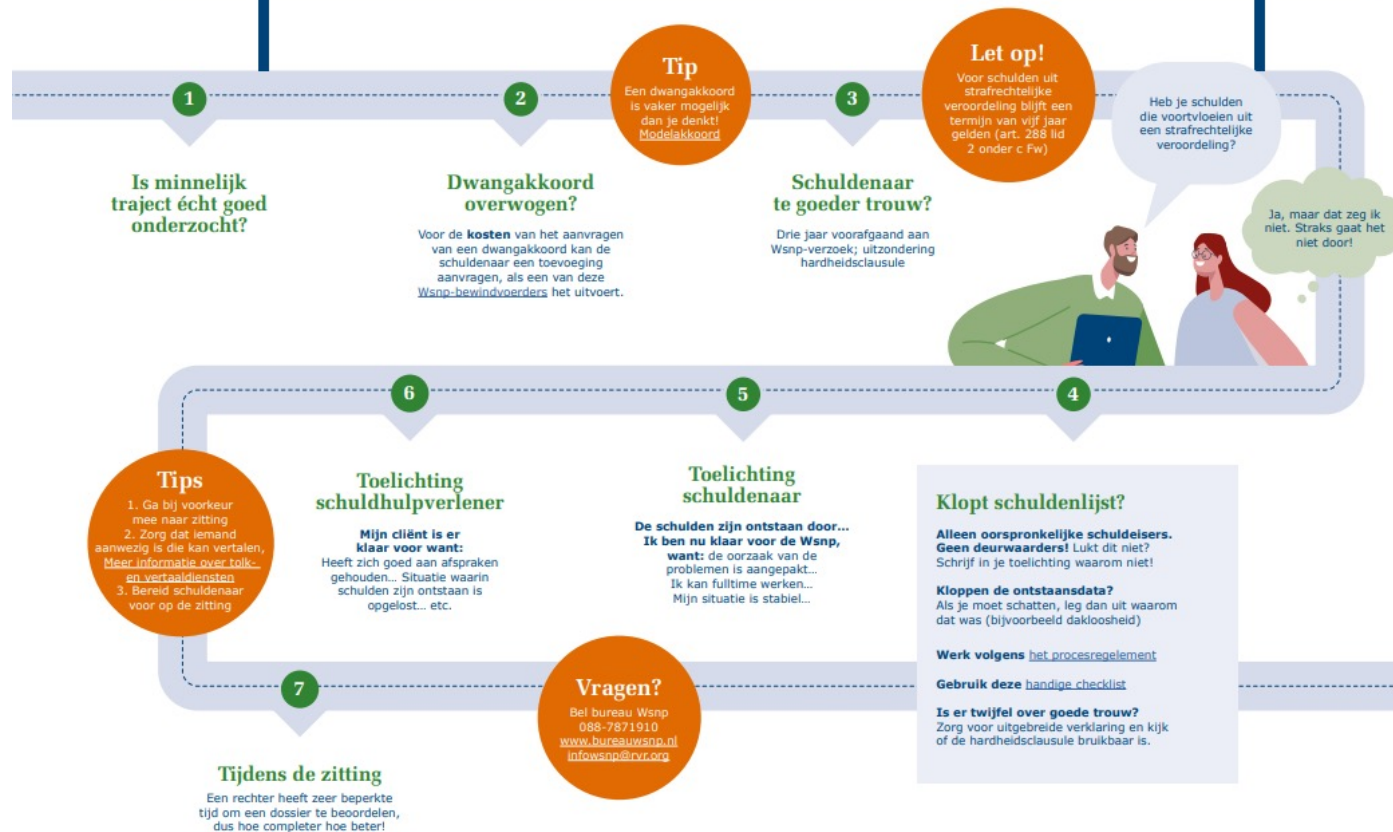 1
Is minnelijk
traject écht goed
onderzocht?
2
Dwangakkoord
overwogen?
Voor de kosten van het aanvragen
van een dwangakkoord kan de
schuldenaar een toevoeging
aanvragen, als een van deze
Wsnp-bewindvoerders het uitvoert.
Tip
Een dwangakkoord
is vaker mogelijk
dan je denkt!
Modelakkoord
3
Schuldenaar
te goeder trouw?
Drie jaar voorafgaand aan
Wsnp-verzoek; uitzondering
hardheidsclausule
Let op!
Voor schulden uit
strafrechtelijke
veroordeling blijft een
termijn van vijf jaar
gelden (art. 288 lid
2 onder c Fw)
Heb je schulden
die voortvloeien uit
een strafrechtelijke
veroordeling?
Ja, maar dat zeg ik
niet. Straks gaat het
niet door!
4
Klopt schuldenlijst?
Alleen oorspronkelijke schuldeisers.
Geen deurwaarders! Lukt dit niet?
Schrijf in je toelichting waarom niet!
Kloppen de ontstaansdata?
Als je moet schatten, leg dan uit waarom
dat was (bijvoorbeeld dakloosheid)
Werk volgens het procesregelement
Gebruik deze handige checklist
Is er twijfel over goede trouw?
Zorg voor uitgebreide verklaring en kijk
of de hardheidsclausule bruikbaar is.
5
Toelichting
schuldenaar
De schulden zijn ontstaan door...
Ik ben nu klaar voor de Wsnp,
want: de oorzaak van de
problemen is aangepakt...
Ik kan fulltime werken...
Mijn situatie is stabiel...
6
Toelichting
schuldhulpverlener
Mijn cliënt is er
klaar voor want:
Heeft zich goed aan afspraken
gehouden... Situatie waarin
schulden zijn ontstaan is
opgelost... etc.
Tips
1. Ga bij voorkeur
mee naar zitting
2. Zorg dat iemand
aanwezig is die kan vertalen,
Meer informatie over tolk-
en vertaaldiensten
3. Bereid schuldenaar
voor op de zitting
7
Tijdens de zitting
Een rechter heeft zeer beperkte
tijd om een dossier te beoordelen,
dus hoe completer hoe beter!
Vragen?
Bel bureau Wsnp
088-7871910
www.bureauwsnp.nl
infowsnp@rvr.org